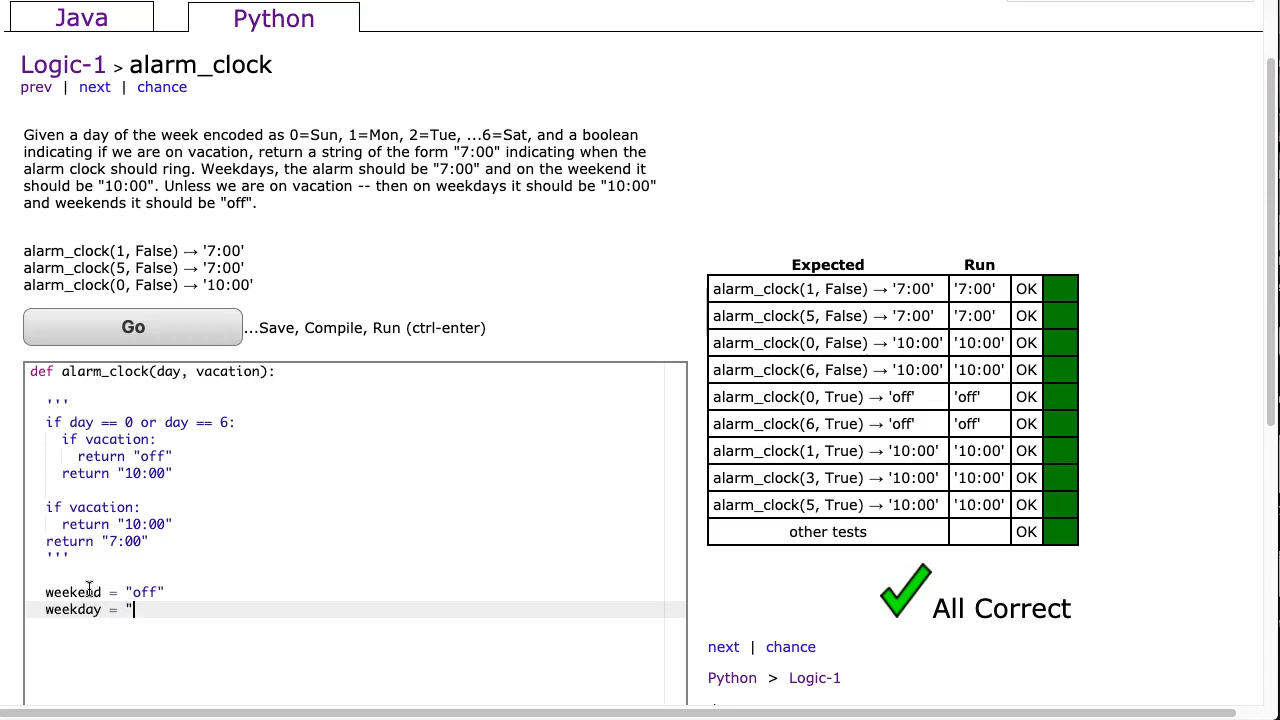 Java
Python
Logic-1 > alarm_clock
prev | next | chance
Given a day of the week encoded as 0=Sun, 1=Mon, 2=Tue, ...6=Sat, and a boolean
indicating if we are on vacation, return a string of the form "7:00" indicating when the
alarm clock should ring. Weekdays, the alarm should be "7:00" and on the weekend it
should be "10:00". Unless we are on vacation -- then on weekdays it should be "10:00"
and weekends it should be "off".
alarm_clock(1, False) → '7:00'
alarm_clock(5, False) → '7:00'
alarm_clock(0, False) → '10:00'
Go
...Save, Compile, Run (ctrl-enter)
def alarm_clock(day, vacation):
'''
if day == 0 or day == 6:
if vacation:
return "off"
return "10:00"
if vacation:
return "10:00"
return "7:00"
'''
weekend = "off"
weekday = "
Expected Run
alarm_clock(1, False) → '7:00' '7:00' OK
alarm_clock(5, False) → '7:00' '7:00' OK
alarm_clock(0, False) → '10:00' '10:00' OK
alarm_clock(6, False) → '10:00' '10:00' OK
alarm_clock(0, True) → 'off' 'off' OK
alarm_clock(6, True) → 'off' 'off' OK
alarm_clock(1, True) → '10:00' '10:00' OK
alarm_clock(3, True) → '10:00' '10:00' OK
alarm_clock(5, True) → '10:00' '10:00' OK
other tests OK
All Correct
next | chance
Python > Logic-1